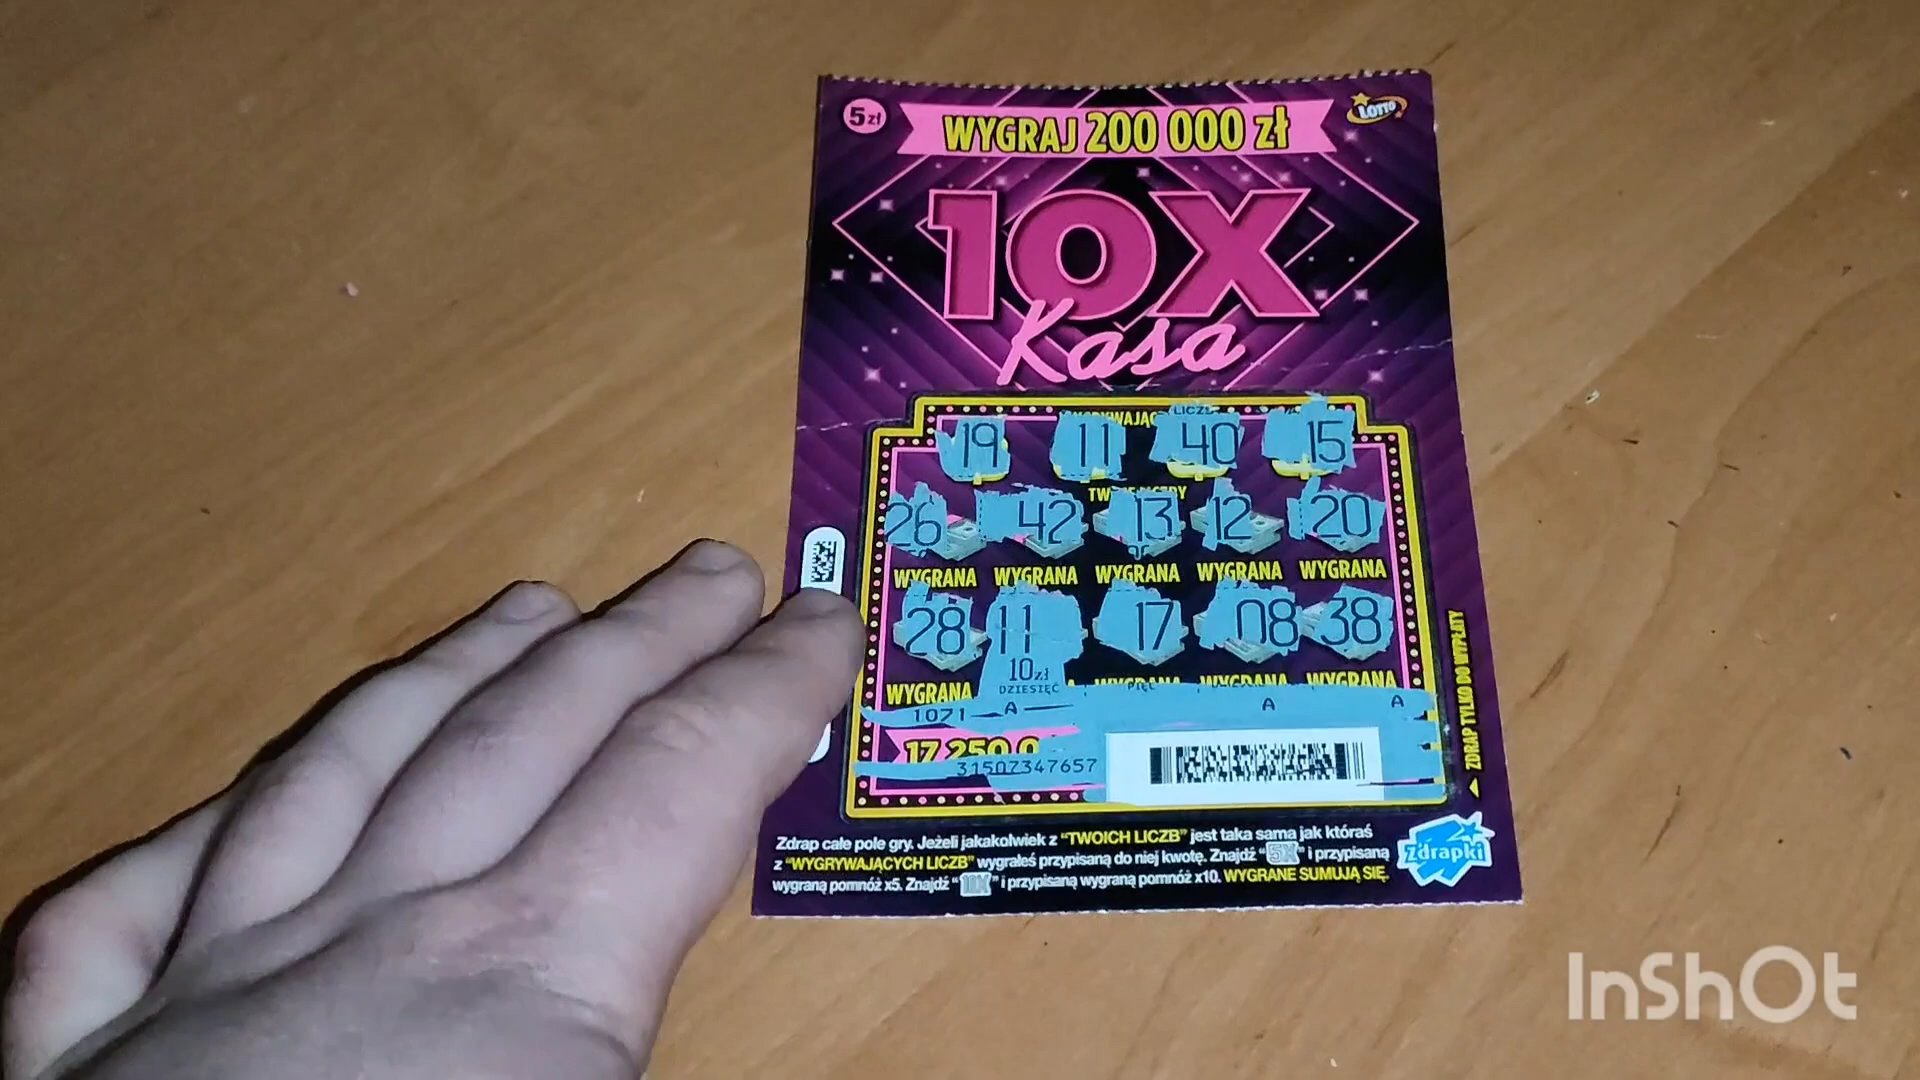 5zł
WYGRAJ 200 000 zł
LOTTO
10X
Kasa
LICZB
19 11 40 15
26 42 13 12 20
WYGRANA WYGRANA WYGRANA WYGRANA WYGRANA
28 11 17 08 38
10zł
DZIESIĘĆ
WYGRANA WYGRANA WYGRANA WYGRANA
1071 A A A
17 250 0
31507347657
ZDRAP TYLKO DO WYPŁATY
Zdrap całe pole gry. Jeżeli jakakolwiek z "TWOICH LICZB" jest taka sama jak któraś
z "WYGRYWAJĄCYCH LICZB" wygrałeś przypisaną do niej kwotę. Znajdź "5X" i przypisaną
wygraną pomnóż x5. Znajdź "10X" i przypisaną wygraną pomnóż x10. WYGRANE SUMUJĄ SIĘ.
Zdrapki
InShOt